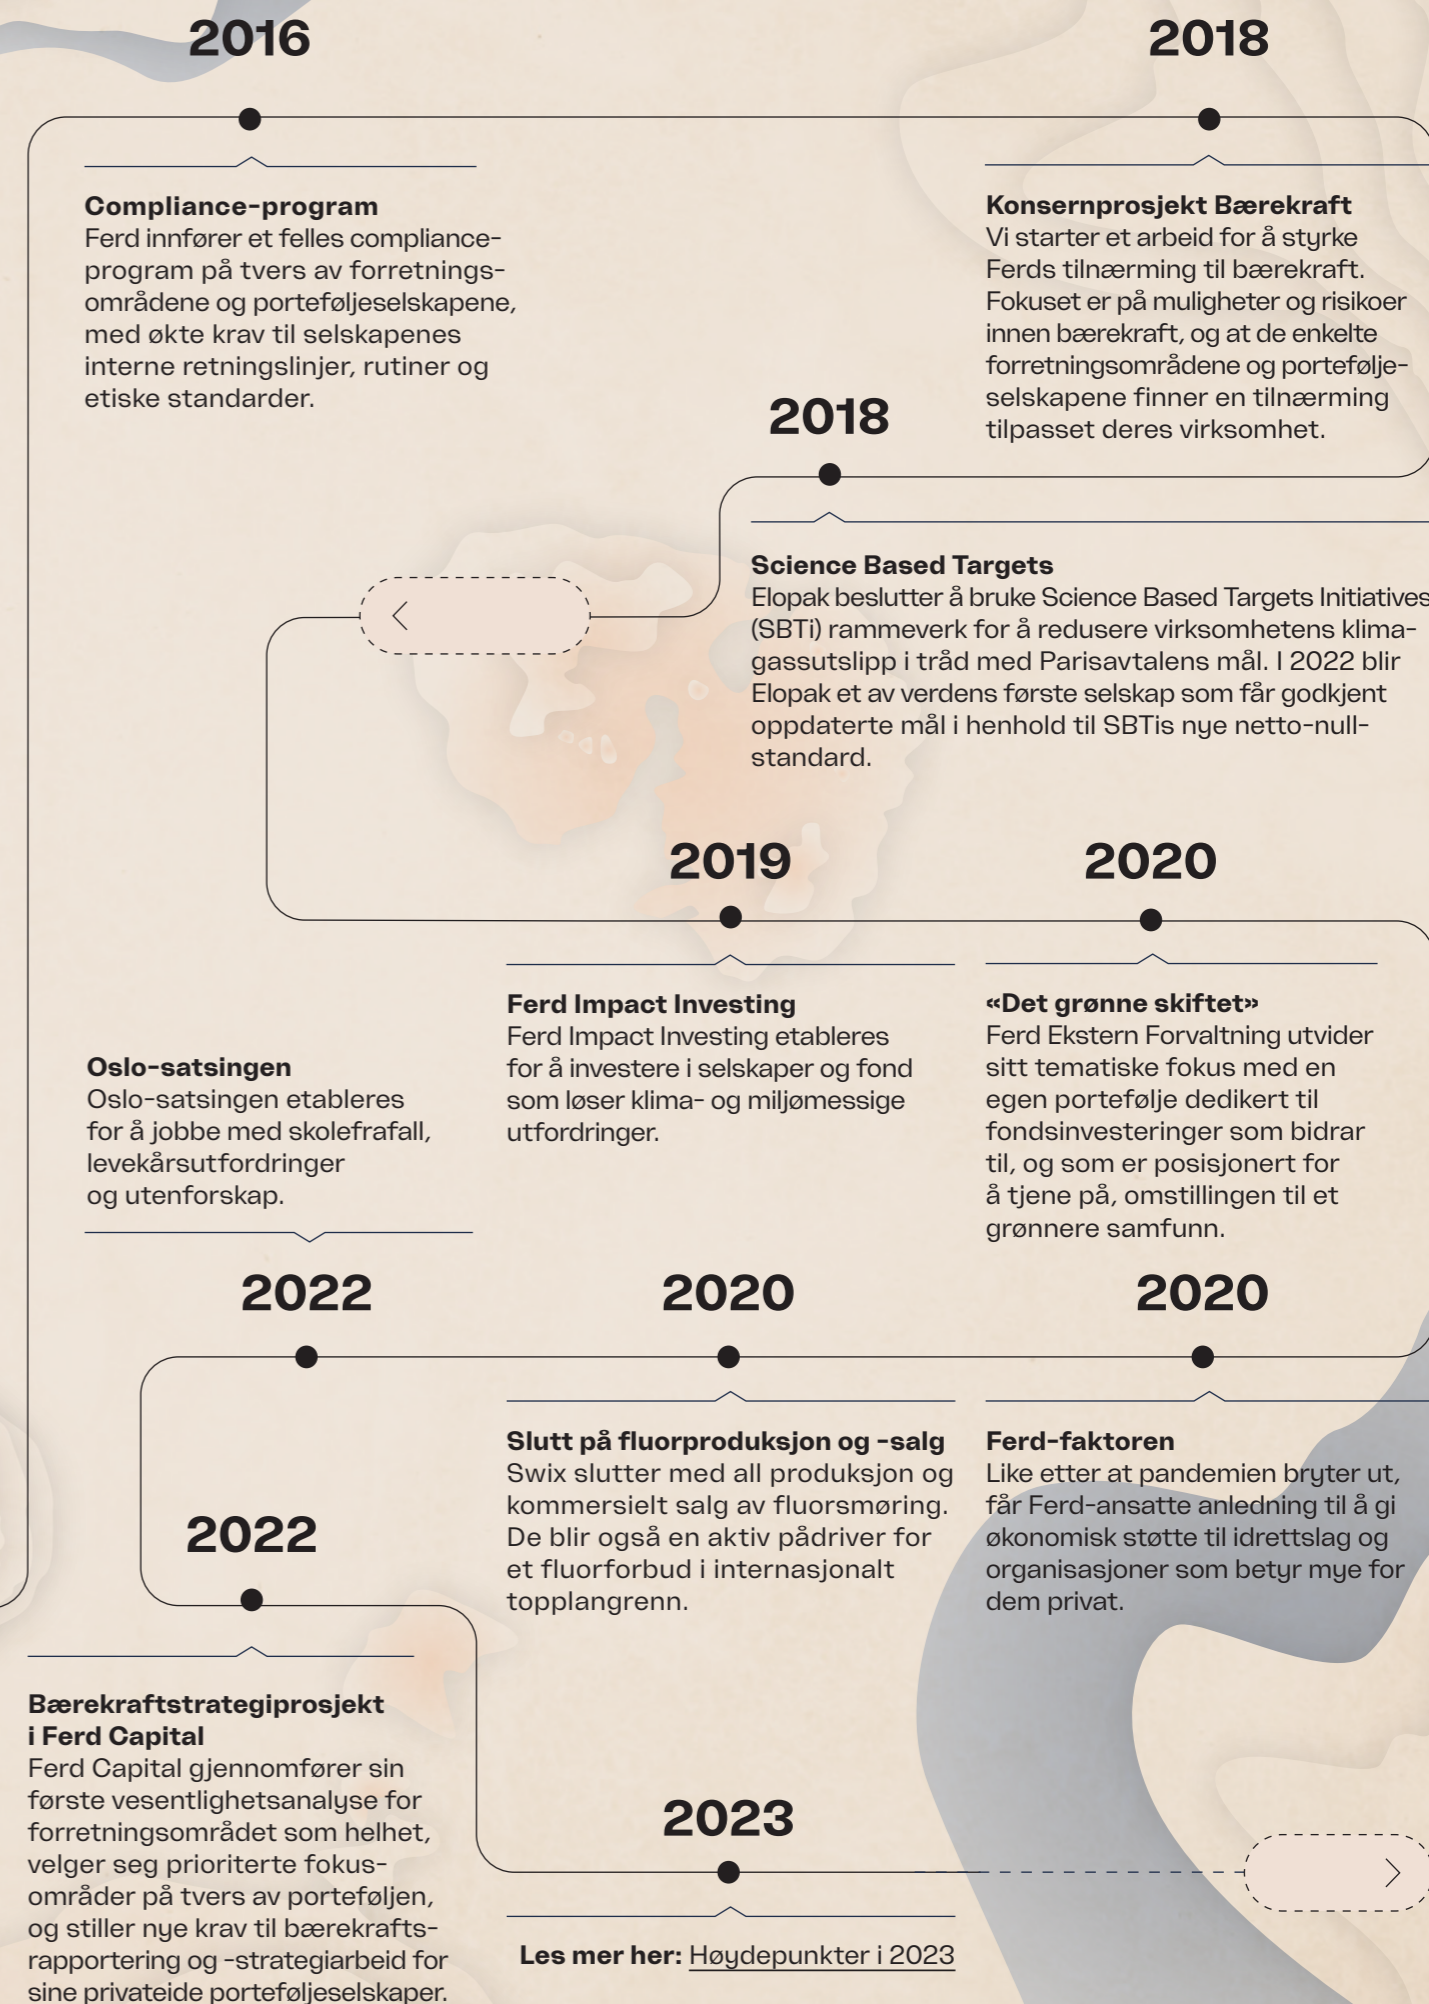 2016
Compliance-program
Ferd innfører et felles compliance-
program på tvers av forretnings-
områdene og porteføljeselskapene,
med økte krav til selskapenes
interne retningslinjer, rutiner og
etiske standarder.
2018
Konsernprosjekt Bærekraft
Vi starter et arbeid for å styrke
Ferds tilnærming til bærekraft.
Fokuset er på muligheter og risikoer
innen bærekraft, og at de enkelte
forretningsområdene og portefølje-
selskapene finner en tilnærming
tilpasset deres virksomhet.
2018
Science Based Targets
Elopak beslutter å bruke Science Based Targets Initiatives
(SBTi) rammeverk for å redusere virksomhetens klima-
gassutslipp i tråd med Parisavtalens mål. I 2022 blir
Elopak et av verdens første selskap som får godkjent
oppdaterte mål i henhold til SBTis nye netto-null-
standard.
2019
Ferd Impact Investing
Ferd Impact Investing etableres
for å investere i selskaper og fond
som løser klima- og miljømessige
utfordringer.
2020
«Det grønne skiftet»
Ferd Ekstern Forvaltning utvider
sitt tematiske fokus med en
egen portefølje dedikert til
fondsinvesteringer som bidrar
til, og som er posisjonert for
å tjene på, omstillingen til et
grønnere samfunn.
2020
Ferd-faktoren
Like etter at pandemien bryter ut,
får Ferd-ansatte anledning til å gi
økonomisk støtte til idrettslag og
organisasjoner som betyr mye for
dem privat.
2020
Slutt på fluorproduksjon og -salg
Swix slutter med all produksjon og
kommersielt salg av fluorsmøring.
De blir også en aktiv pådriver for
et fluorforbud i internasjonalt
topplangrenn.
Oslo-satsingen
Oslo-satsingen etableres
for å jobbe med skolefrafall,
levekårsutfordringer
og utenforskap.
2022
2022
Bærekraftstrategiprosjekt
i Ferd Capital
Ferd Capital gjennomfører sin
første vesentlighetsanalyse for
forretningsområdet som helhet,
velger seg prioriterte fokus-
områder på tvers av porteføljen,
og stiller nye krav til bærekrafts-
rapportering og -strategiarbeid for
sine privateide porteføljeselskaper.
2023
Les mer her: Høydepunkter i 2023